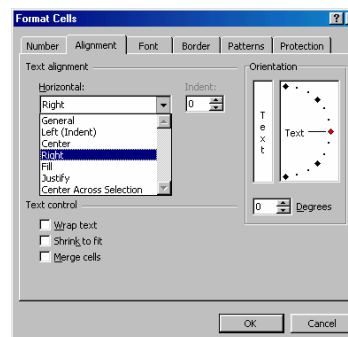 Format Cells
Number Alignment Font Border Patterns Protection
Text alignment
Orientation
Horizontal:
Indent:
Right
0
General
Left (Indent)
Center
Right
Fill
Justify
Center Across Selection
Text
Text
0 Degrees
Text control
Wrap text
Shrink to fit
Merge cells
OK Cancel